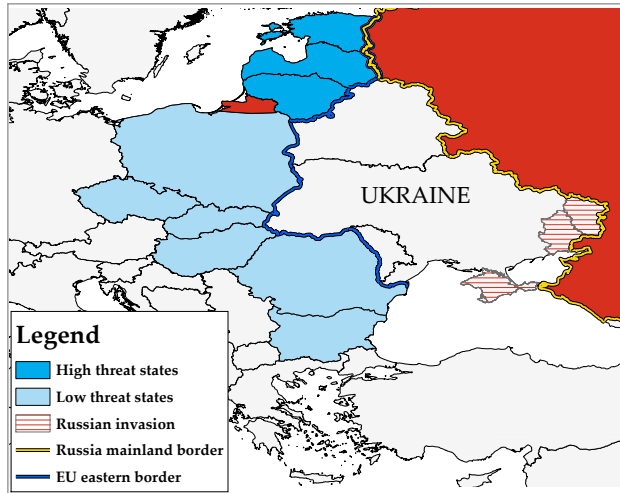 UKRAINE
Legend
High threat states
Low threat states
Russian invasion
Russia mainland border
EU eastern border